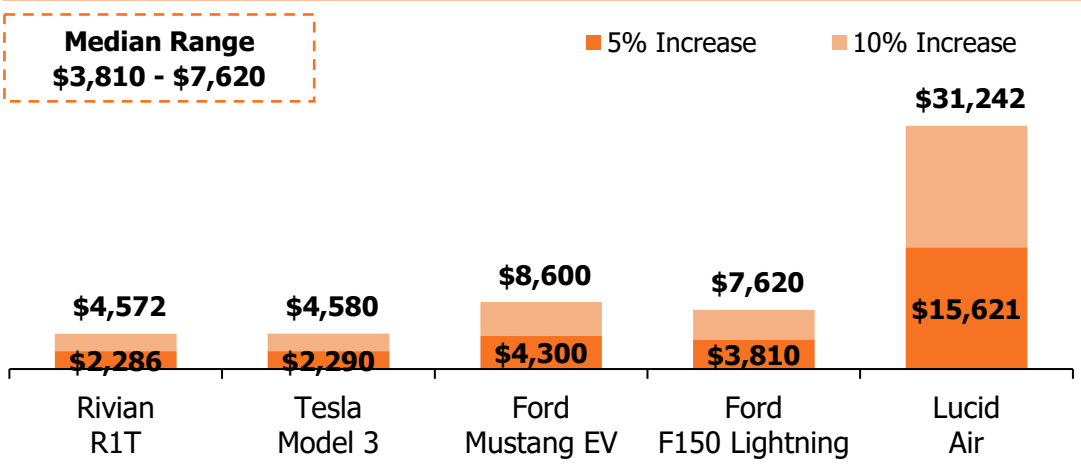 Median Range
$3,810 - $7,620
5% Increase
10% Increase
$31,242
$8,600
$7,620
$4,572
$4,580
$15,621
$2,286
$2,290
$4,300
$3,810
Rivian
R1T
Tesla
Model 3
Ford
Mustang EV
Ford
F150 Lightning
Lucid
Air